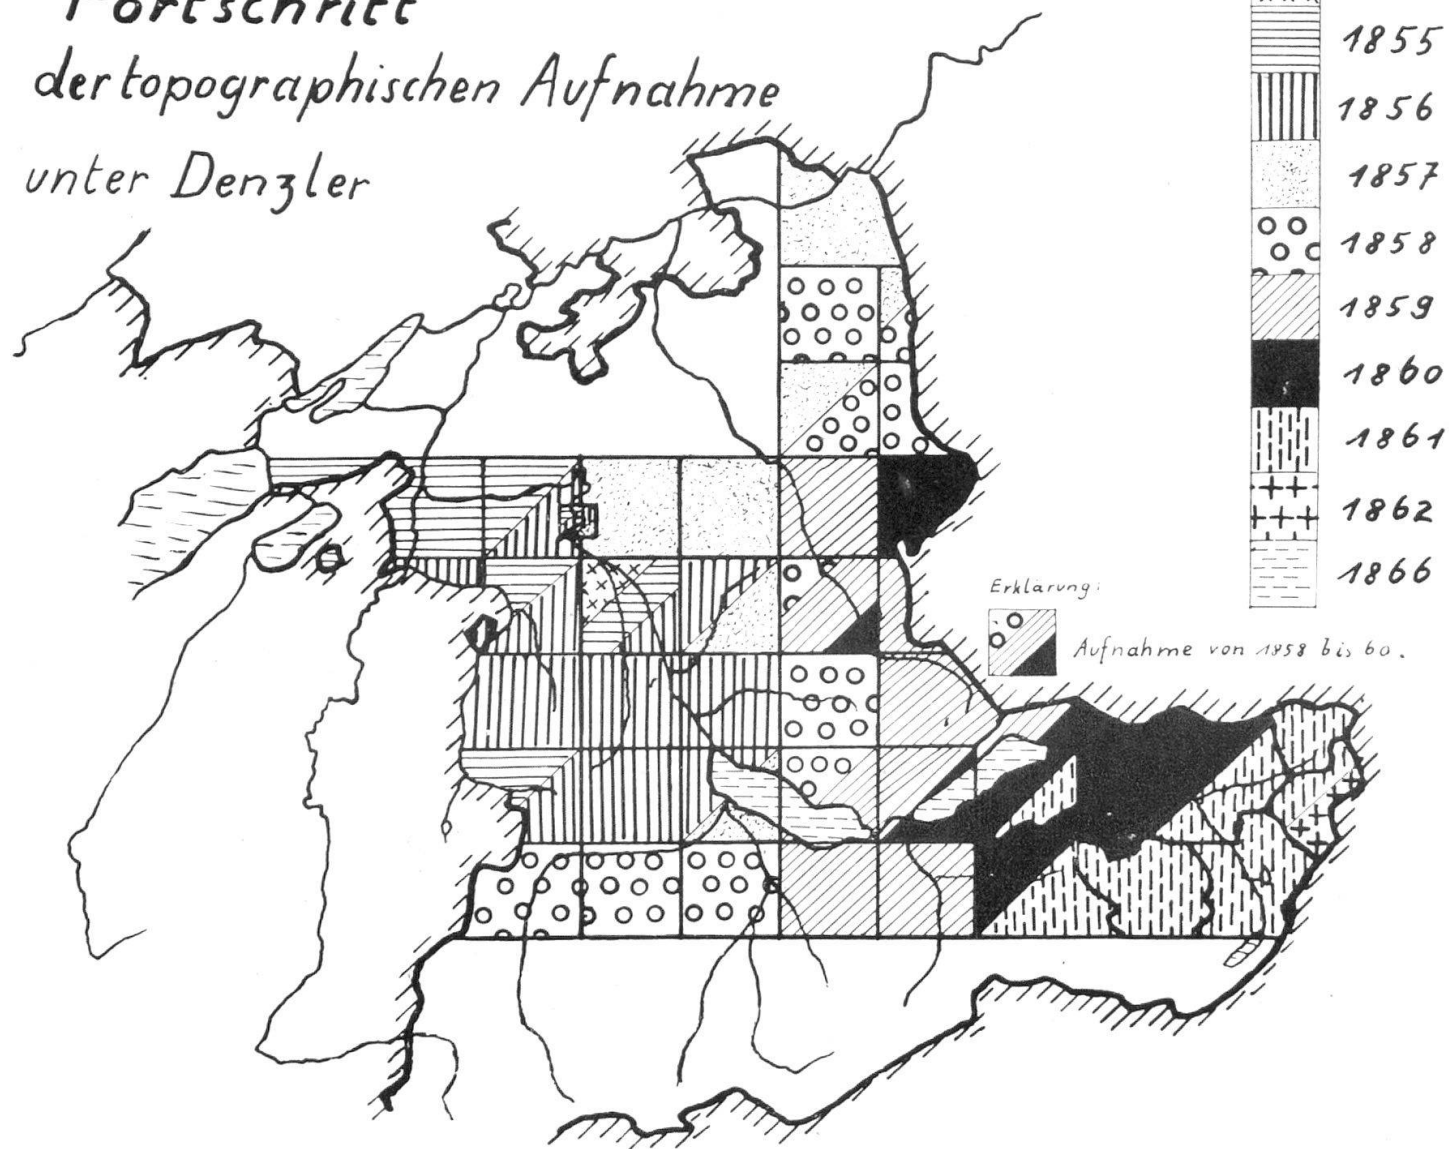 Fortschritt
der topographischen Aufnahme
unter Denzler
1855
1856
1857
1858
1859
1860
1861
1862
1866
Erklärung:
Aufnahme von 1858 bis 60.